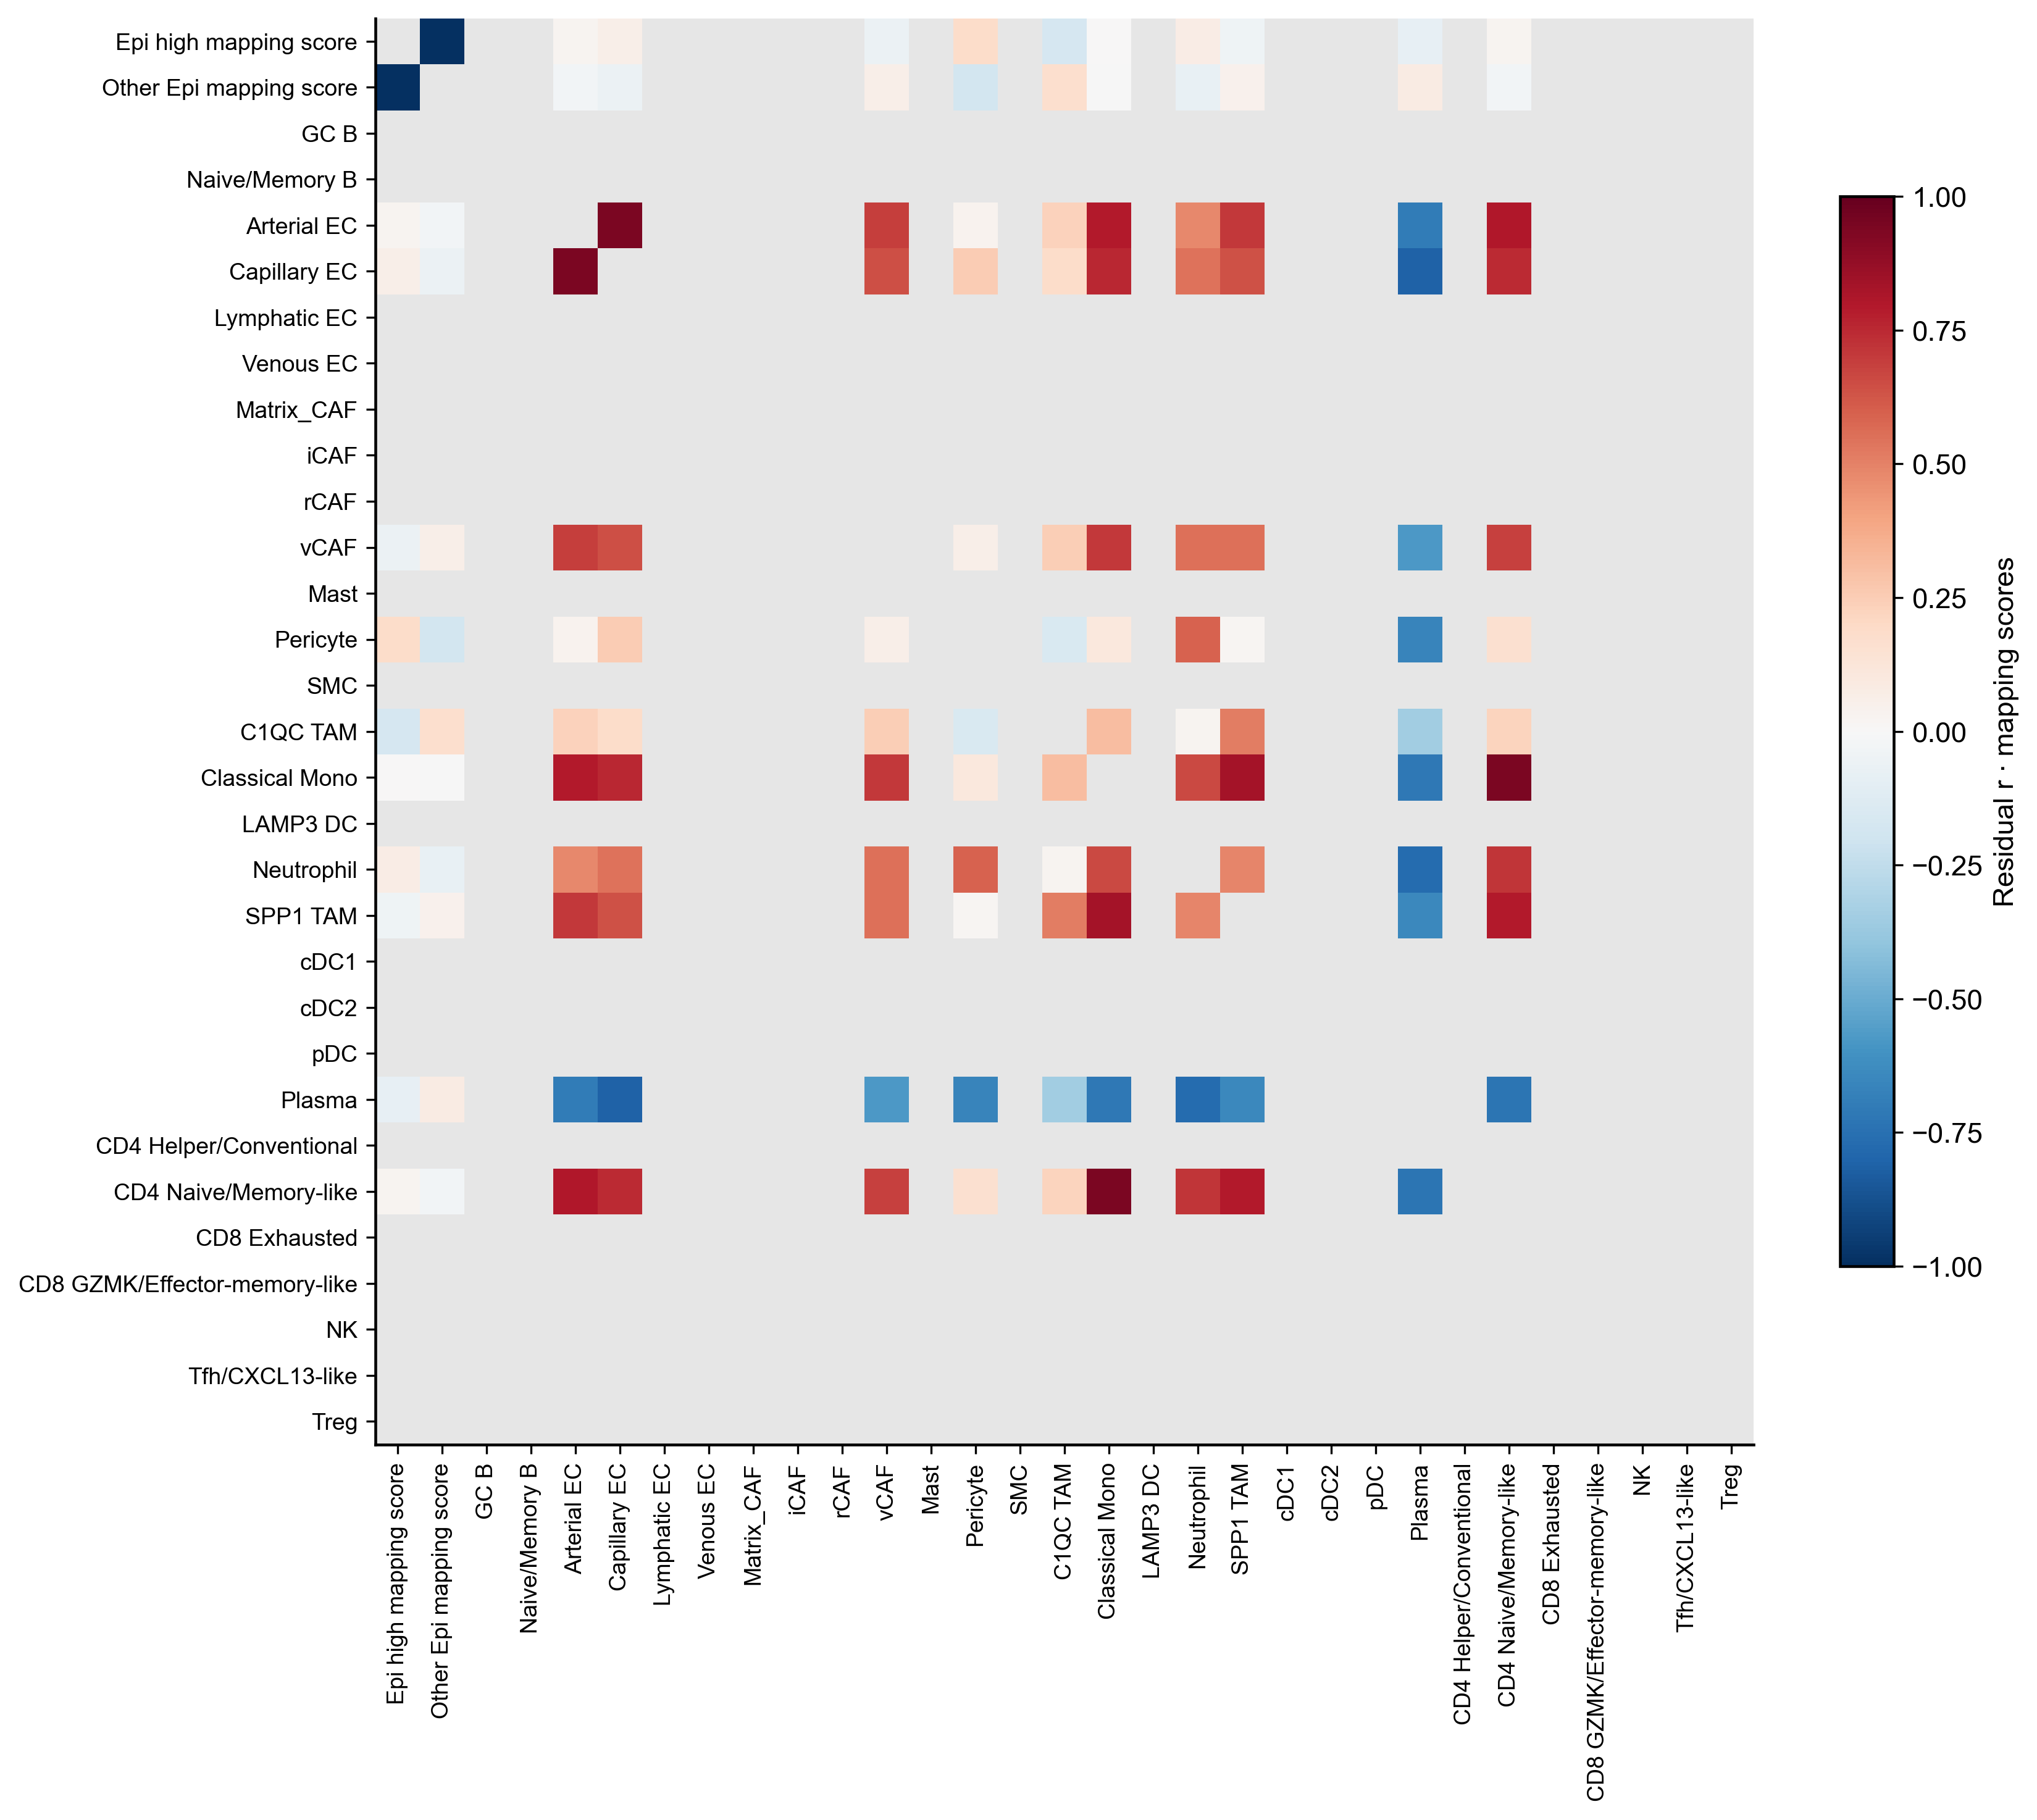 Epi high mapping score
Other Epi mapping score
GC B
Naive/Memory B
Arterial EC
Capillary EC
Lymphatic EC
Venous EC
Matrix_CAF
iCAF
rCAF
vCAF
Mast
Pericyte
SMC
C1QC TAM
Classical Mono
LAMP3 DC
Neutrophil
SPP1 TAM
cDC1
cDC2
pDC
Plasma
CD4 Helper/Conventional
CD4 Naive/Memory-like
CD8 Exhausted
CD8 GZMK/Effector-memory-like
NK
Tfh/CXCL13-like
Treg
Epi high mapping score
Other Epi mapping score
GC B
Naive/Memory B
Arterial EC
Capillary EC
Lymphatic EC
Venous EC
Matrix_CAF
iCAF
rCAF
vCAF
Mast
Pericyte
SMC
C1QC TAM
Classical Mono
LAMP3 DC
Neutrophil
SPP1 TAM
cDC1
cDC2
pDC
Plasma
CD4 Helper/Conventional
CD4 Naive/Memory-like
CD8 Exhausted
CD8 GZMK/Effector-memory-like
NK
Tfh/CXCL13-like
Treg
1.00
0.75
0.50
0.25
0.00
−0.25
−0.50
−0.75
−1.00
Residual r · mapping scores